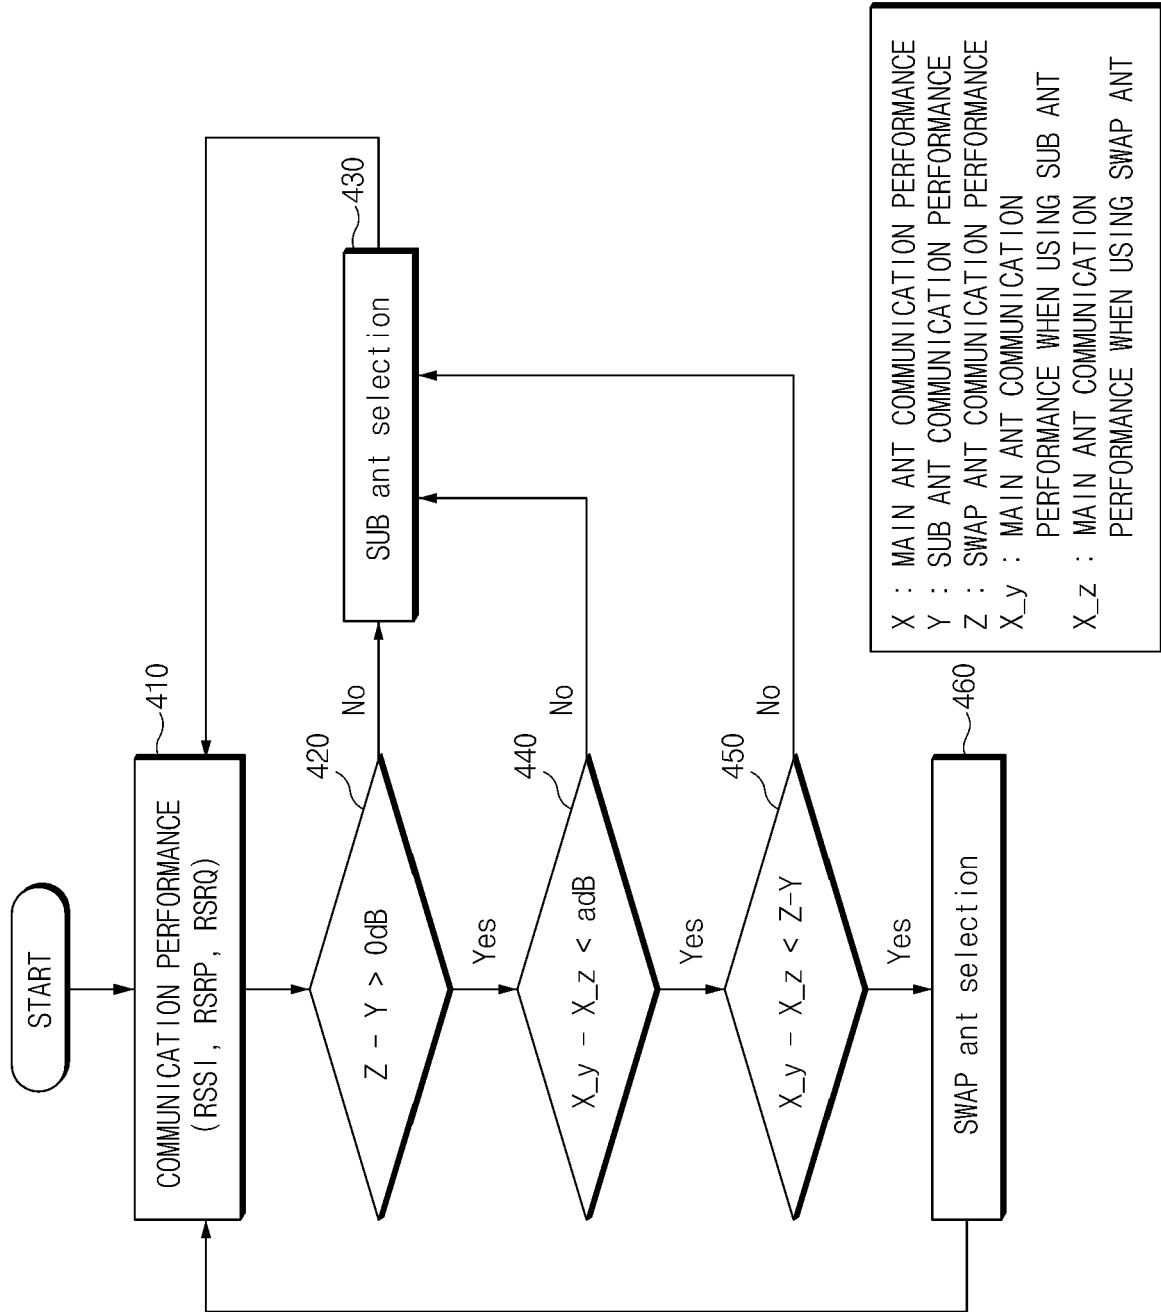 START
COMMUNICATION PERFORMANCE
(RSSI, RSRP, RSRQ)
410
Z - Y > 0dB
420
No
Yes
SUB ant selection
430
X_y - X_z < adB
440
No
Yes
X_y - X_z < Z-Y
450
No
Yes
SWAP ant selection
460
X : MAIN ANT COMMUNICATION PERFORMANCE
Y : SUB ANT COMMUNICATION PERFORMANCE
Z : SWAP ANT COMMUNICATION PERFORMANCE
X_y : MAIN ANT COMMUNICATION
PERFORMANCE WHEN USING SUB ANT
X_z : MAIN ANT COMMUNICATION
PERFORMANCE WHEN USING SWAP ANT